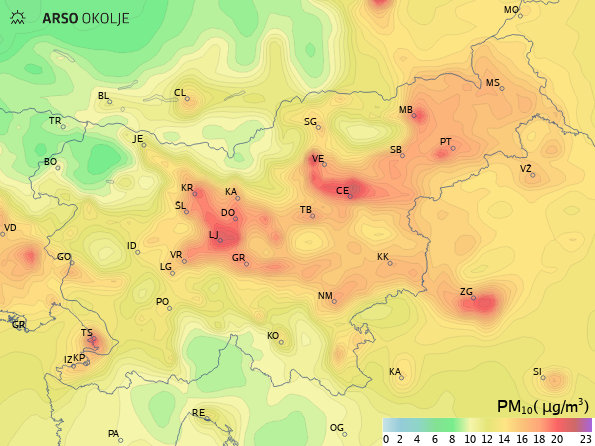 ARSO OKOLJE
MO
MS
BL
CL
MB
TR
SG
JE
PT
SB
BO
VE
VŽ
KR
KA
CE
ŠL
DO
TB
VD
LJ
ID
GO
VR
GR
KK
LG
NM
ZG
PO
GR
TS
KO
IZ
KP
KA
SI
PM10( µg/m³)
RE
PA
OG
0 2 4 6 8 10 12 14 16 18 20 23